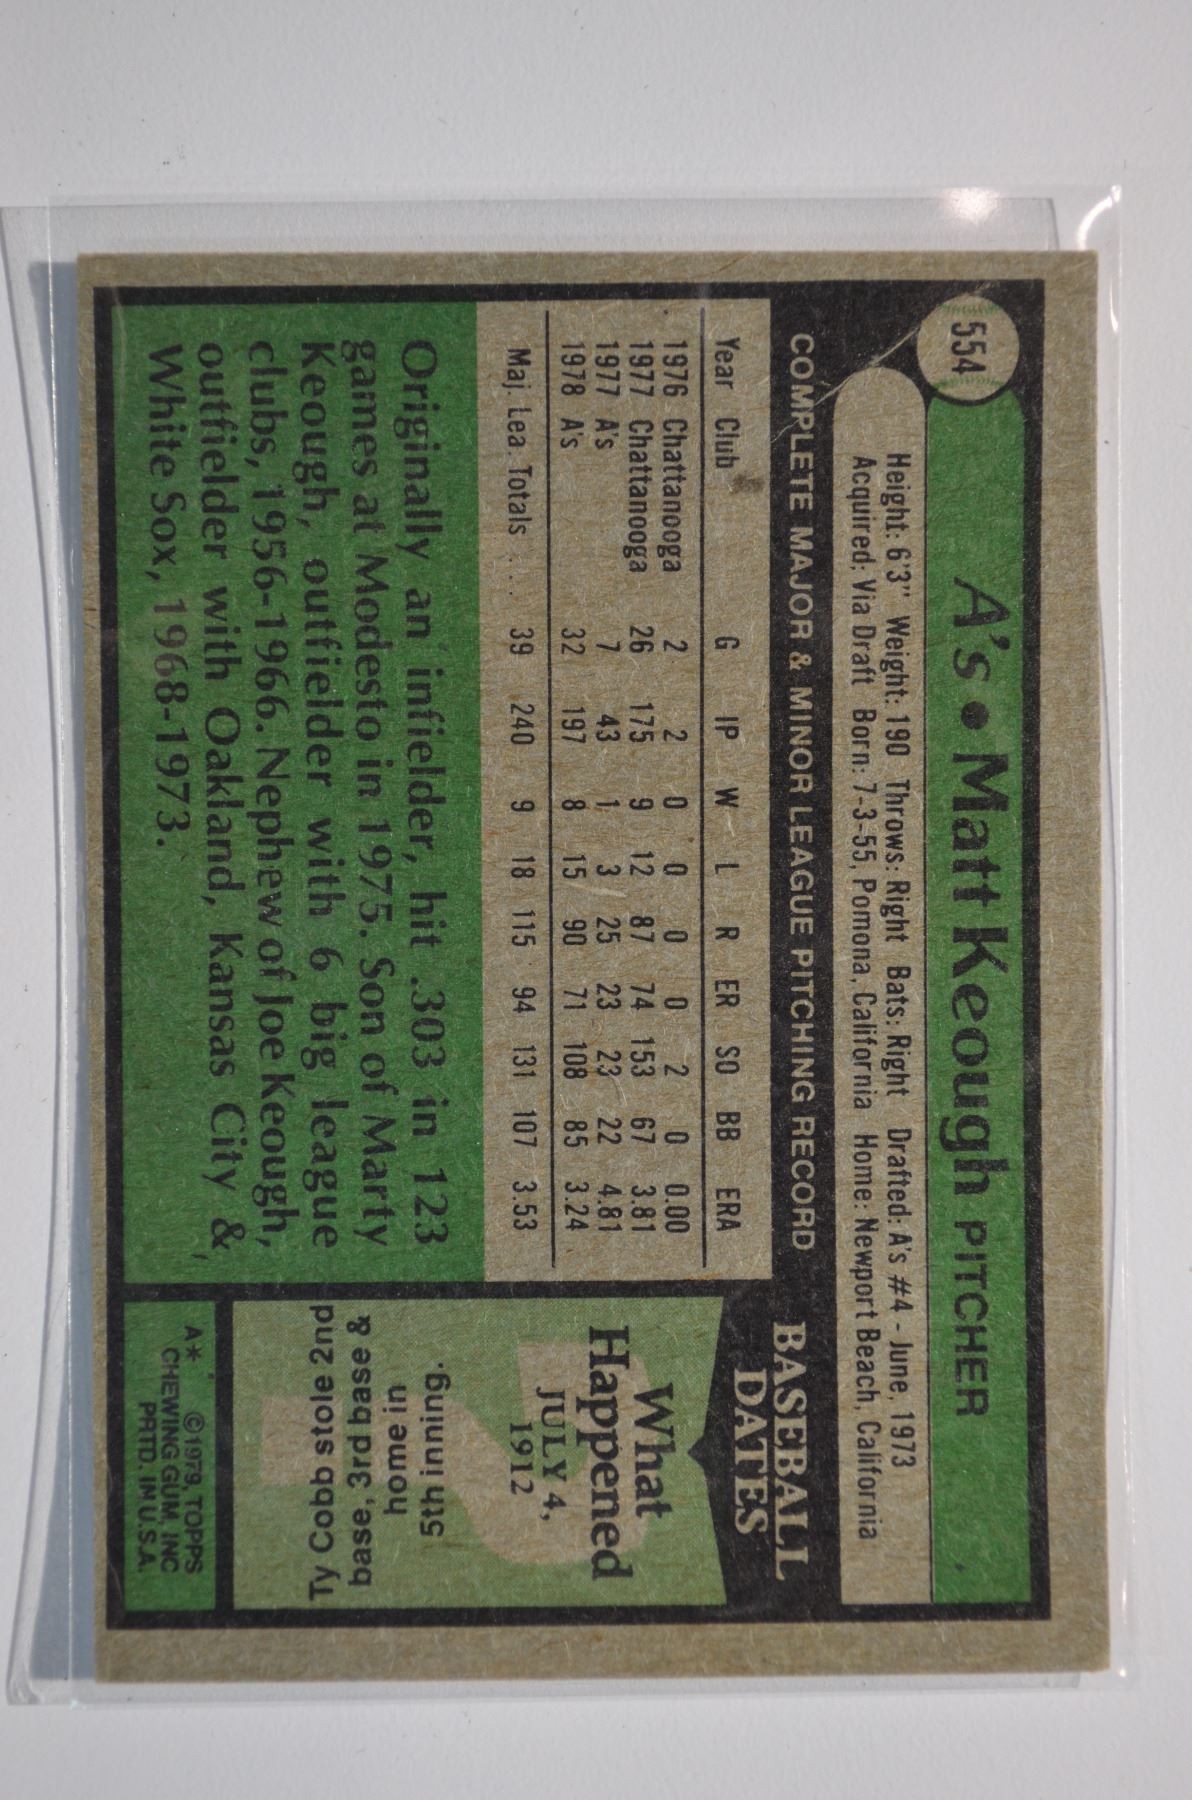 554
A's • Matt Keough PITCHER
Height: 6'3" Weight: 190 Throws: Right Bats: Right Drafted: A's #4 - June, 1973
Acquired: Via Draft Born: 7-3-55, Pomona, California Home: Newport Beach, California
COMPLETE MAJOR & MINOR LEAGUE PITCHING RECORD
Year Club G IP W L R ER SO BB ERA
1976 Chattanooga 2 2 0 0 0 0 2 0 0.00
1977 Chattanooga 26 175 9 12 87 74 153 67 3.81
1977 A's 7 43 1 3 25 23 23 22 4.81
1978 A's 32 197 8 15 90 71 108 85 3.24
Maj. Lea. Totals . . . 39 240 9 18 115 94 131 107 3.53
Originally an infielder, hit .303 in 123
games at Modesto in 1975. Son of Marty
Keough, outfielder with 6 big league
clubs, 1956-1966. Nephew of Joe Keough,
outfielder with Oakland, Kansas City &
White Sox, 1968-1973.
BASEBALL
DATES
What
Happened
JULY 4,
1912
?
Ty Cobb stole 2nd
base, 3rd base &
home in
5th inning.
A* ©1979, TOPPS
CHEWING GUM, INC
PRTD. IN U.S.A.